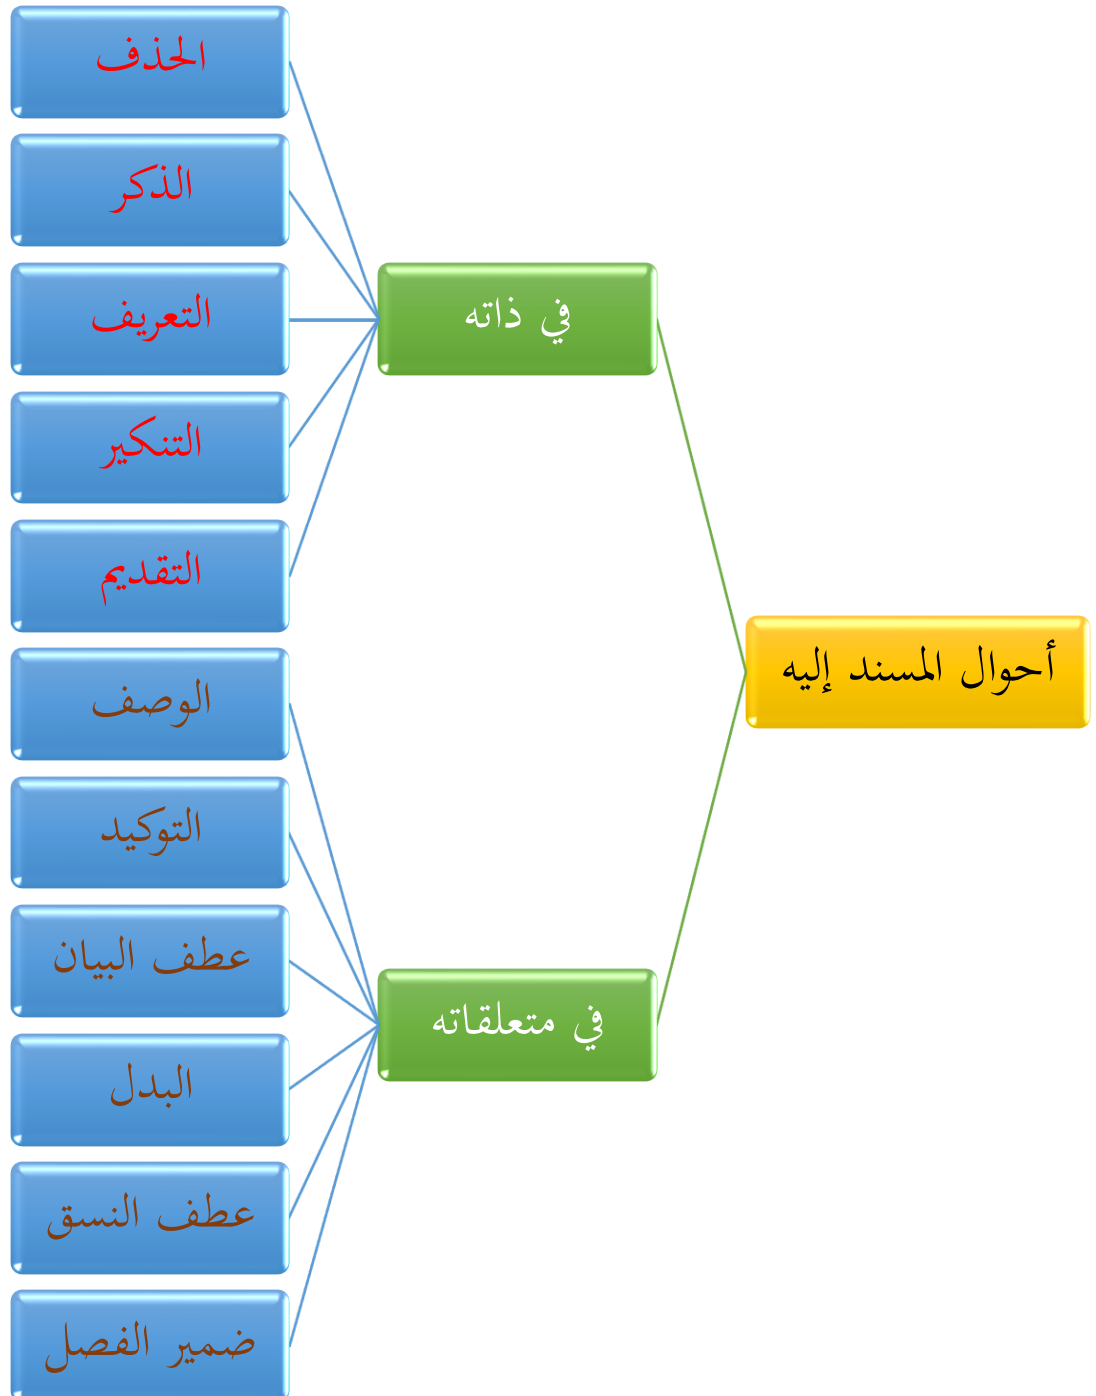 أحوال المسند إليه
في ذاته
الحذف
الذكر
التعريف
التنكير
التقديم
في متعلقاته
الوصف
التوكيد
عطف البيان
البدل
عطف النسق
ضمير الفصل